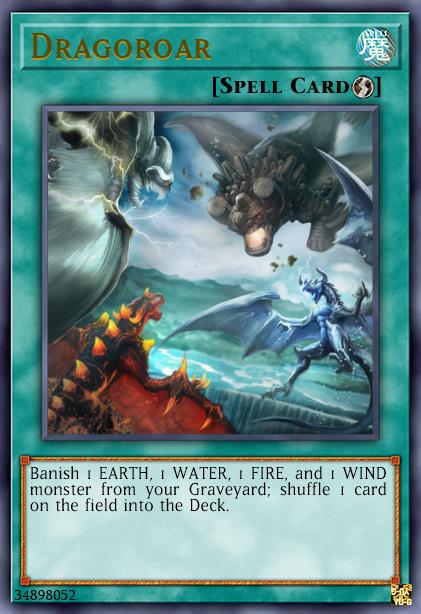 DRAGOROAR
SPELL
魔
[SPELL CARD]
Banish 1 EARTH, 1 WATER, 1 FIRE, and 1 WIND
monster from your Graveyard; shuffle 1 card
on the field into the Deck.
34898052